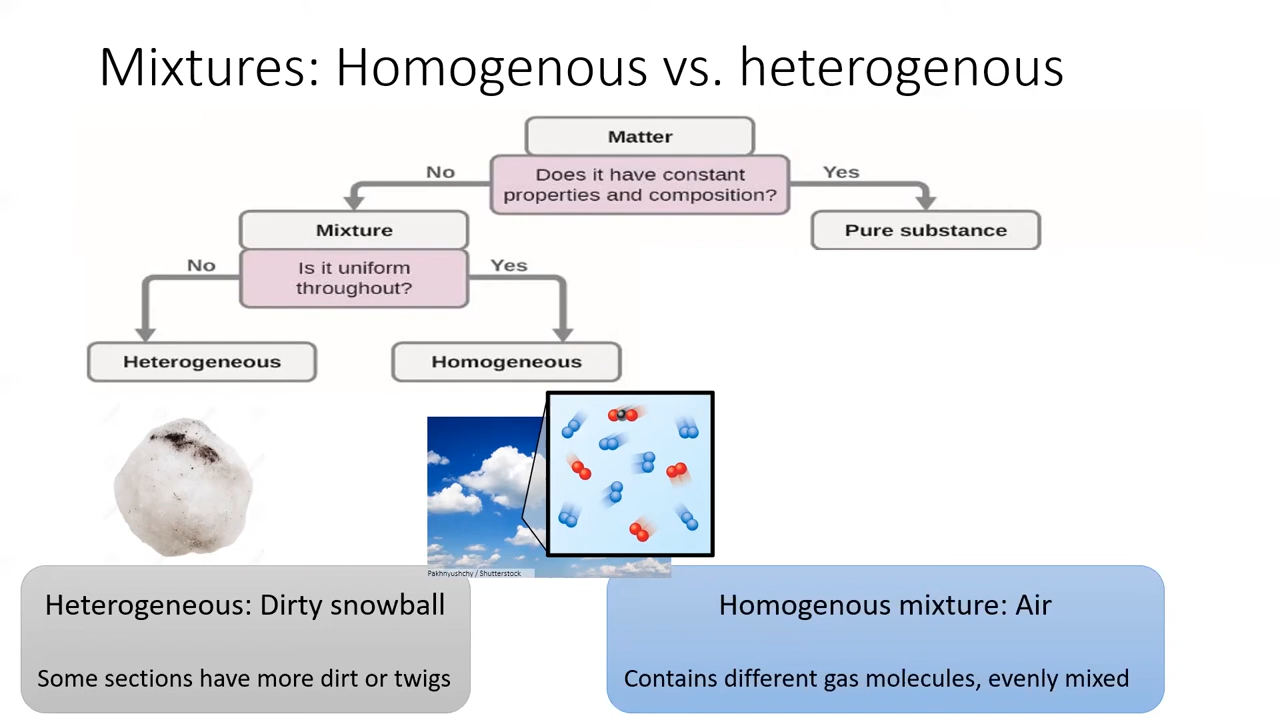 Mixtures: Homogenous vs. heterogenous
Matter
No
Does it have constant
properties and composition?
Yes
Mixture
Pure substance
No
Is it uniform
throughout?
Yes
Heterogeneous
Homogeneous
Pakhnyushchy / Shutterstock
Heterogeneous: Dirty snowball
Some sections have more dirt or twigs
Homogenous mixture: Air
Contains different gas molecules, evenly mixed